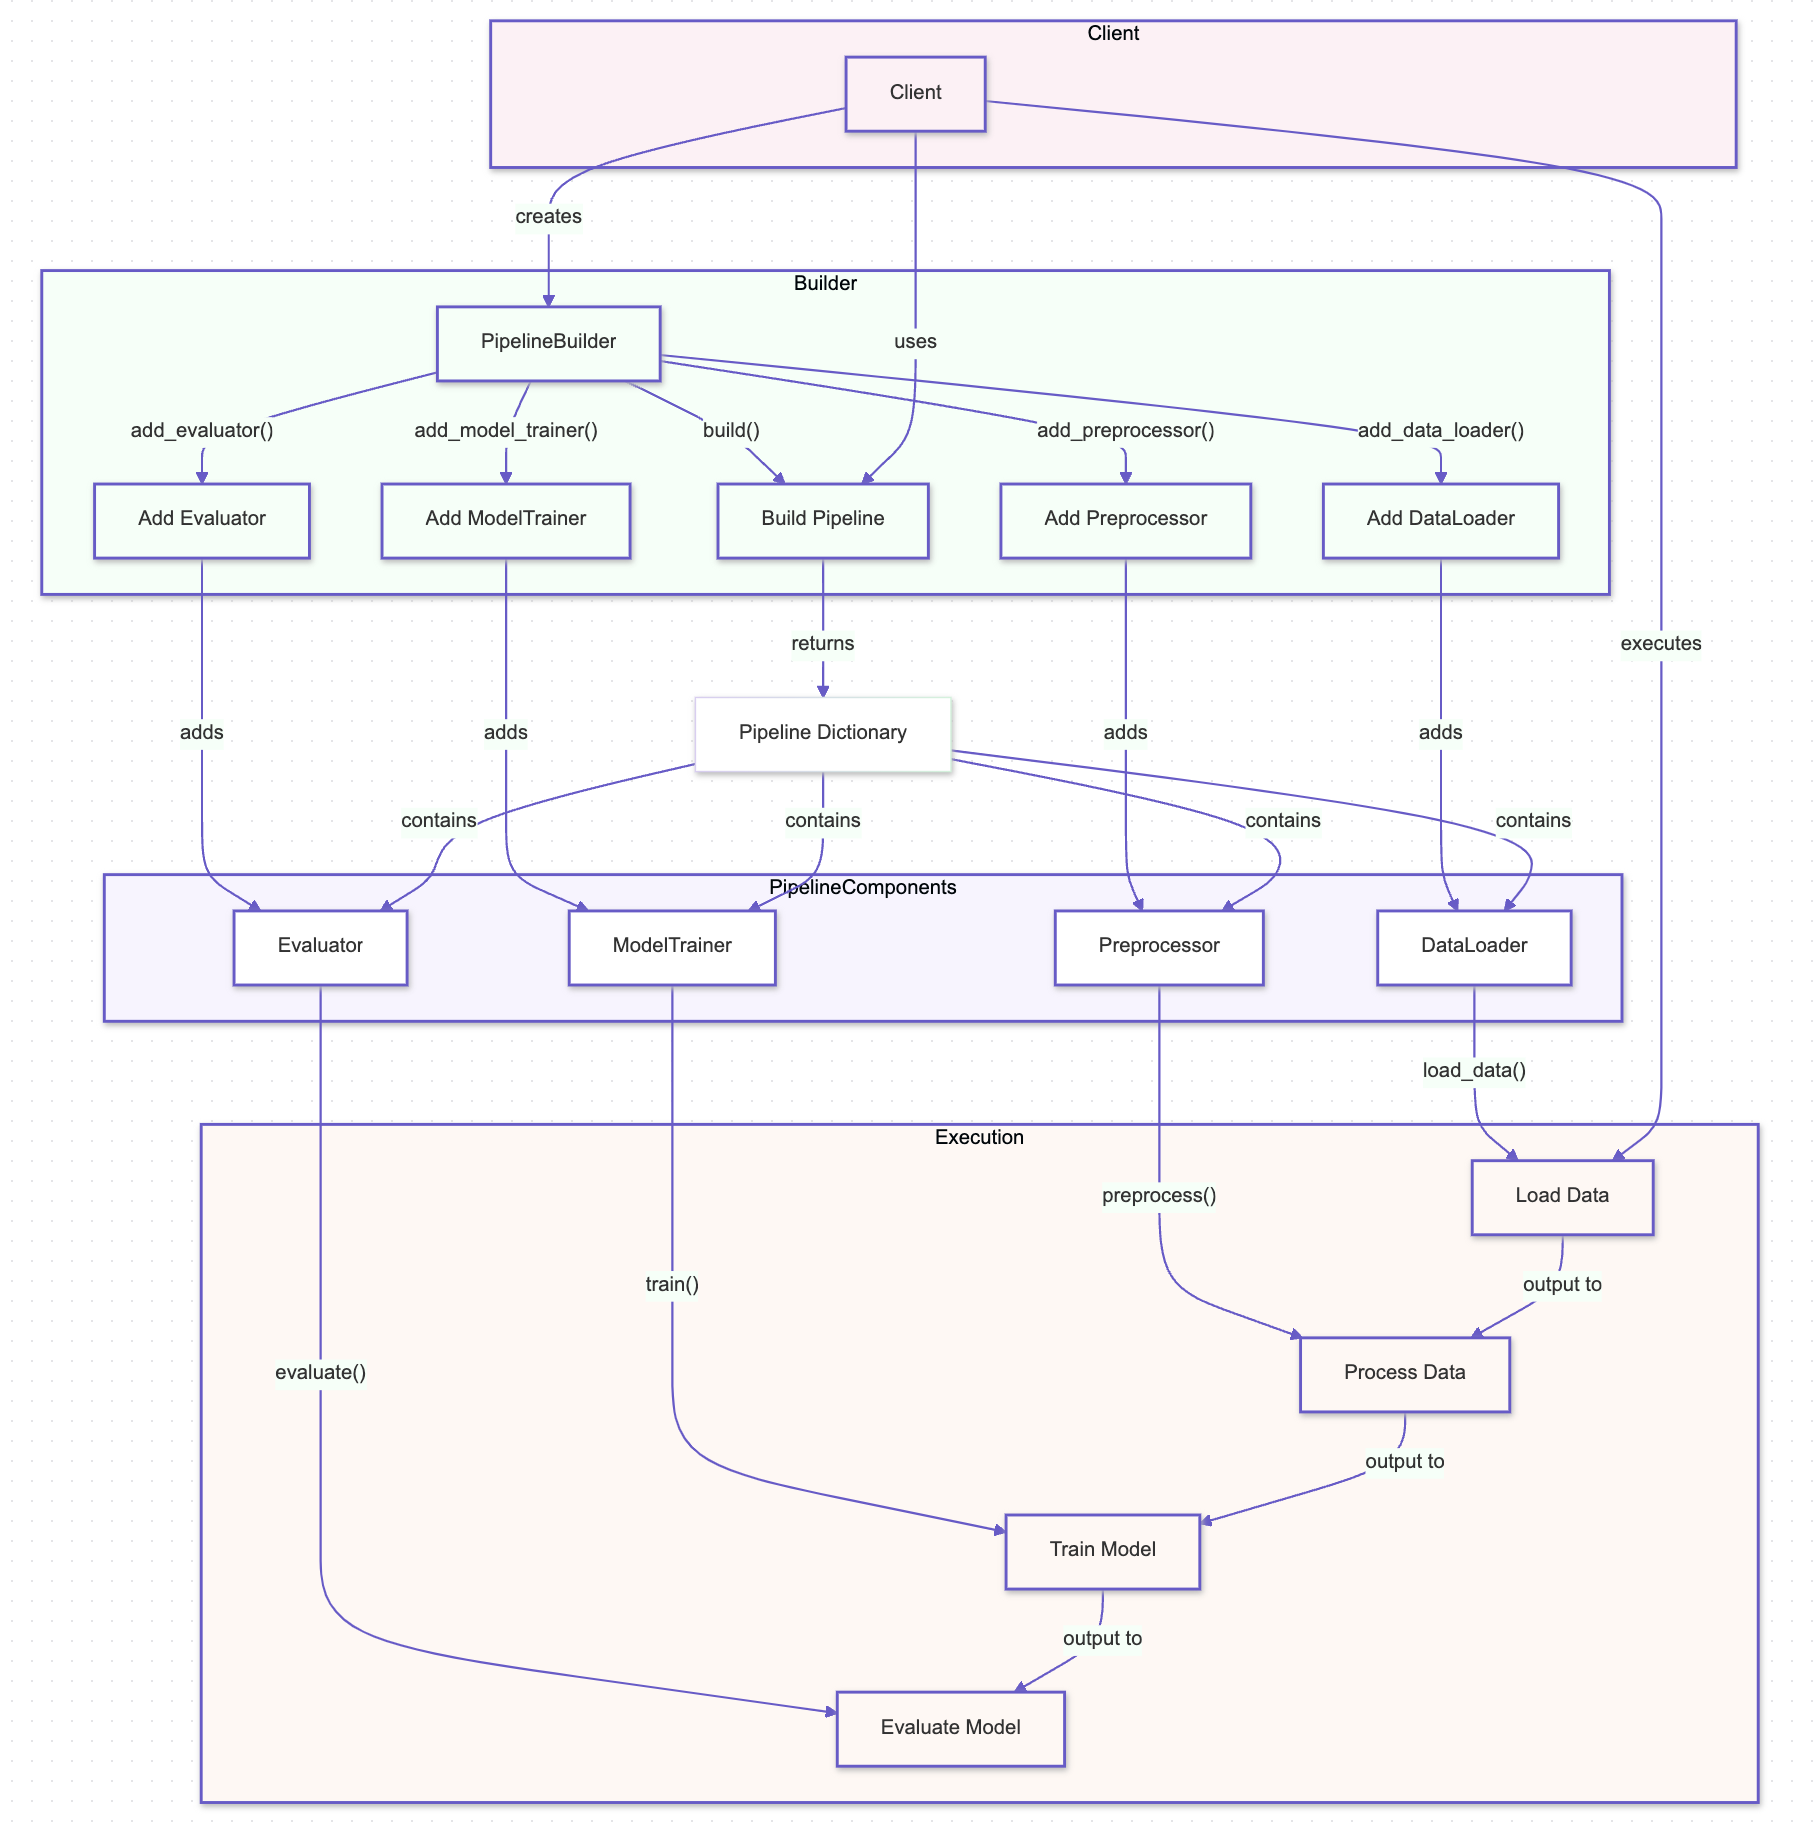 Client
Client
creates
Builder
PipelineBuilder
uses
add_evaluator()
add_model_trainer()
build()
add_preprocessor()
add_data_loader()
Add Evaluator
Add ModelTrainer
Build Pipeline
Add Preprocessor
Add DataLoader
returns
executes
adds
adds
Pipeline Dictionary
adds
adds
contains
contains
contains
contains
PipelineComponents
Evaluator
ModelTrainer
Preprocessor
DataLoader
load_data()
Execution
preprocess()
Load Data
train()
output to
evaluate()
Process Data
output to
Train Model
output to
Evaluate Model